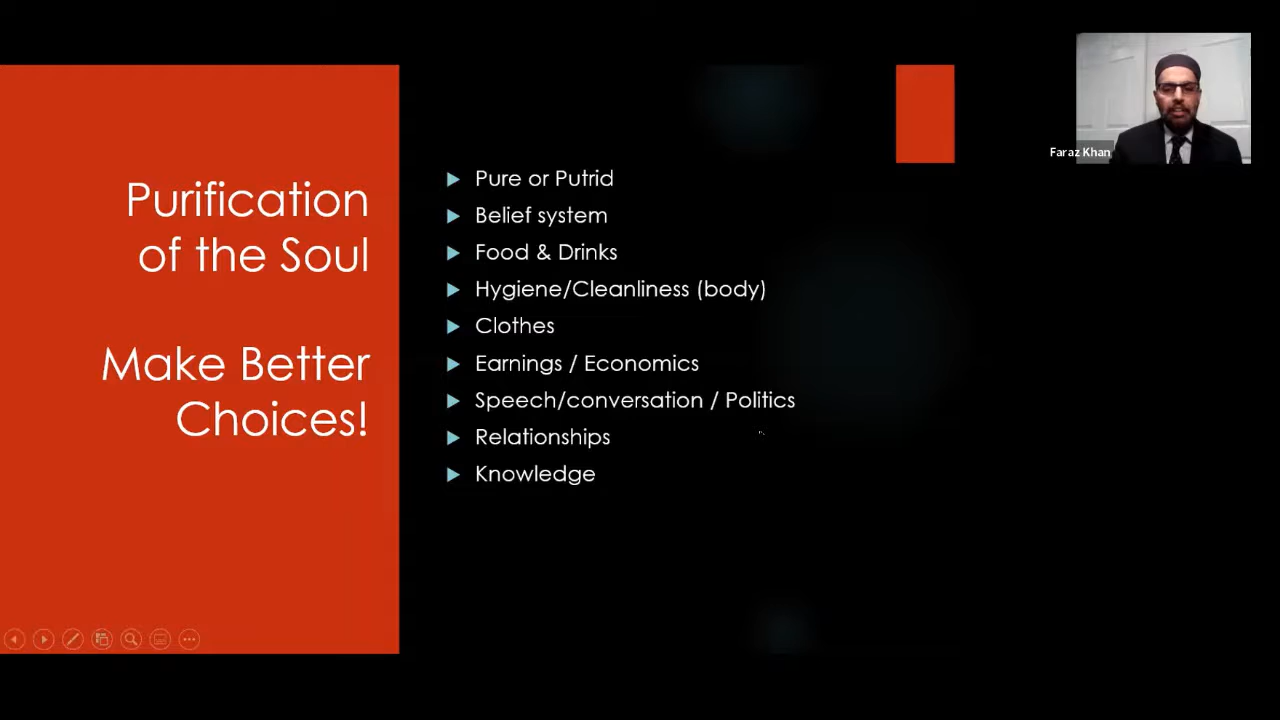 Purification
of the Soul
Make Better
Choices!
Pure or Putrid
Belief system
Food & Drinks
Hygiene/Cleanliness (body)
Clothes
Earnings / Economics
Speech/conversation / Politics
Relationships
Knowledge
Faraz Khan